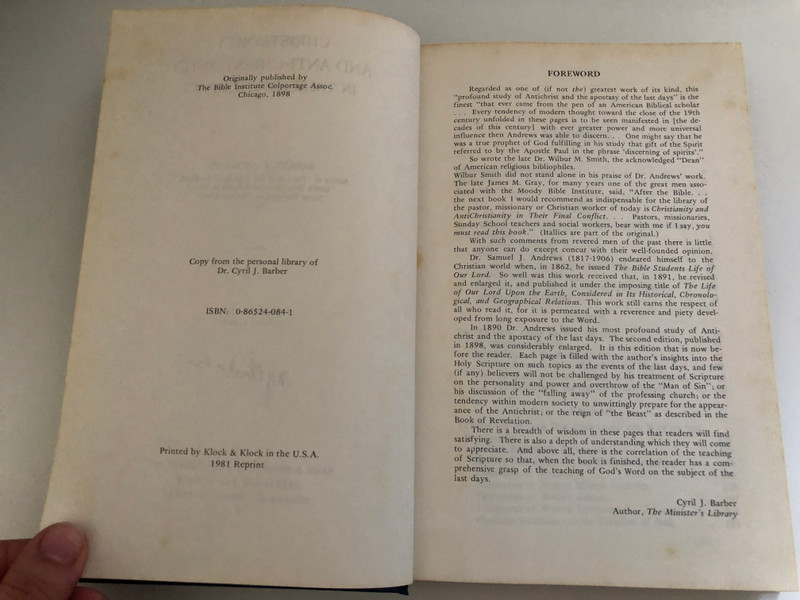 Originally published by
The Bible Institute Colportage Assoc.
Chicago, 1898
Copy from the personal library of
Dr. Cyril J. Barber
ISBN: 0-86524-084-1
Printed by Klock & Klock in the U.S.A.
1981 Reprint
FOREWORD
Regarded as one of (if not the) greatest work of its kind, this
"profound study of Antichrist and the apostasy of the last days" is the
finest "that ever came from the pen of an American Biblical scholar
. . . Every tendency of modern thought toward the close of the 19th
century unfolded in these pages is to be seen manifested in [the de-
cades of this century] with ever greater power and more universal
influence then Andrews was able to discern. . . One might say that he
was a true prophet of God fulfilling in his study that gift of the Spirit
referred to by the Apostle Paul in the phrase 'discerning of spirits'."
So wrote the late Dr. Wilbur M. Smith, the acknowledged "Dean"
of American religious bibliophiles.
Wilbur Smith did not stand alone in his praise of Dr. Andrews' work.
The late James M. Gray, for many years one of the great men asso-
ciated with the Moody Bible Institute, said, "After the Bible. . .
the next book I would recommend as indispensable for the library of
the pastor, missionary or Christian worker of today is Christianity and
AntiChristianity in Their Final Conflict. . . Pastors, missionaries,
Sunday School teachers and social workers, bear with me if I say, you
must read this book." (Itallics are part of the original.)
With such comments from revered men of the past there is little
that anyone can do except concur with their well-founded opinion.
Dr. Samuel J. Andrews (1817-1906) endeared himself to the
Christian world when, in 1862, he issued The Bible Students Life of
Our Lord. So well was this work received that, in 1891, he revised
and enlarged it, and published it under the imposing title of The Life
of Our Lord Upon the Earth, Considered in Its Historical, Chronolo-
gical, and Geographical Relations. This work still earns the respect of
all who read it, for it is permeated with a reverence and piety devel-
oped from long exposure to the Word.
In 1890 Dr. Andrews issued his most profound study of Anti-
christ and the apostacy of the last days. The second edition, published
in 1898, was considerably enlarged. It is this edition that is now be-
fore the reader. Each page is filled with the author's insights into the
Holy Scripture on such topics as the events of the last days, and few
(if any) believers will not be challenged by his treatment of Scripture
on the personality and power and overthrow of the "Man of Sin"; or
his discussion of the "falling away" of the professing church; or the
tendency within modern society to unwittingly prepare for the appear-
ance of the Antichrist; or the reign of "the Beast" as described in the
Book of Revelation.
There is a breadth of wisdom in these pages that readers will find
satisfying. There is also a depth of understanding which they will come
to appreciate. And above all, there is the correlation of the teaching
of Scripture so that, when the book is finished, the reader has a com-
prehensive grasp of the teaching of God's Word on the subject of the
last days.
Cyril J. Barber
Author, The Minister's Library